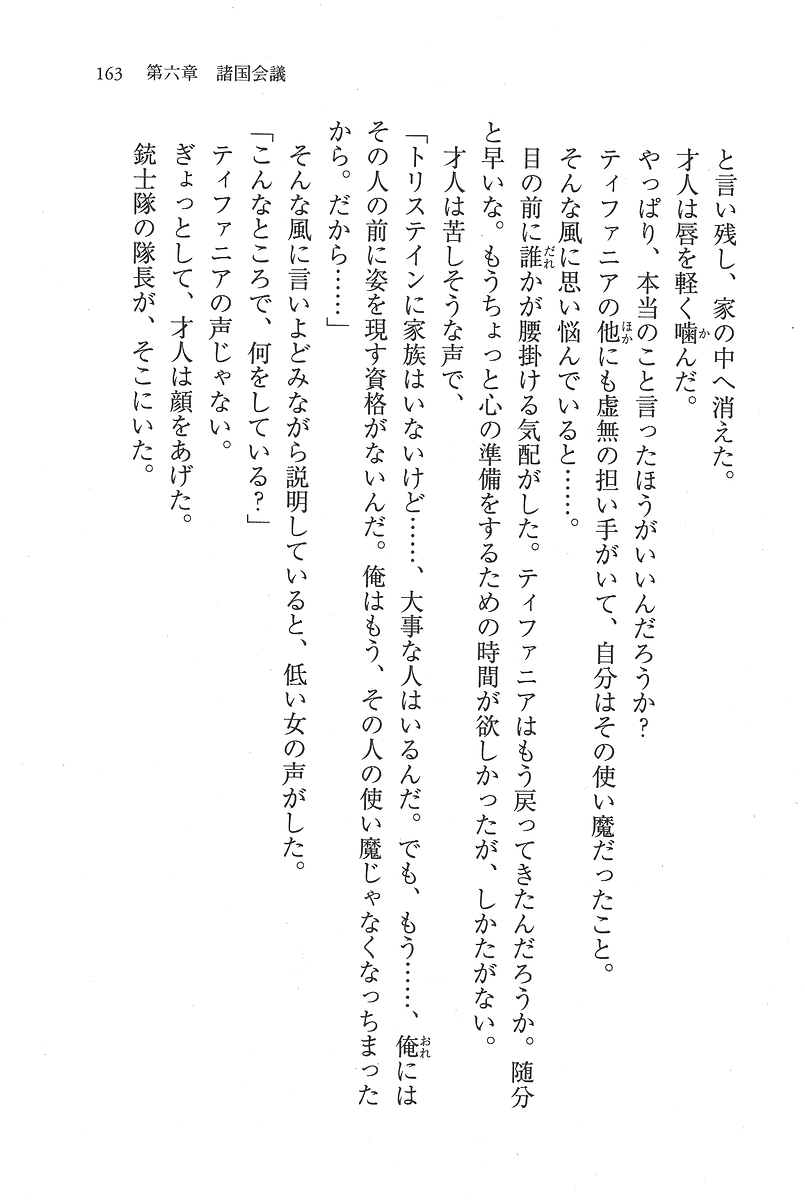 163　第六章　諸国会議
と言い残し、家の中へ消えた。
才人は唇を軽く噛んだ。
やっぱり、本当のこと言ったほうがいいんだろうか?
ティファニアの他にも虚無の担い手がいて、自分はその使い魔だったこと。
そんな風に思い悩んでいると……。
目の前に誰かが腰掛ける気配がした。ティファニアはもう戻ってきたんだろうか。随分
と早いな。もうちょっと心の準備をするための時間が欲しかったが、しかたがない。
才人は苦しそうな声で、
「トリステインに家族はいないけど……、大事な人はいるんだ。でも、もう……、俺には
その人の前に姿を現す資格がないんだ。俺はもう、その人の使い魔じゃなくなっちまった
から。だから……」
そんな風に言いよどみながら説明していると、低い女の声がした。
「こんなところで、何をしている?」
ティファニアの声じゃない。
ぎょっとして、才人は顔をあげた。
銃士隊の隊長が、そこにいた。